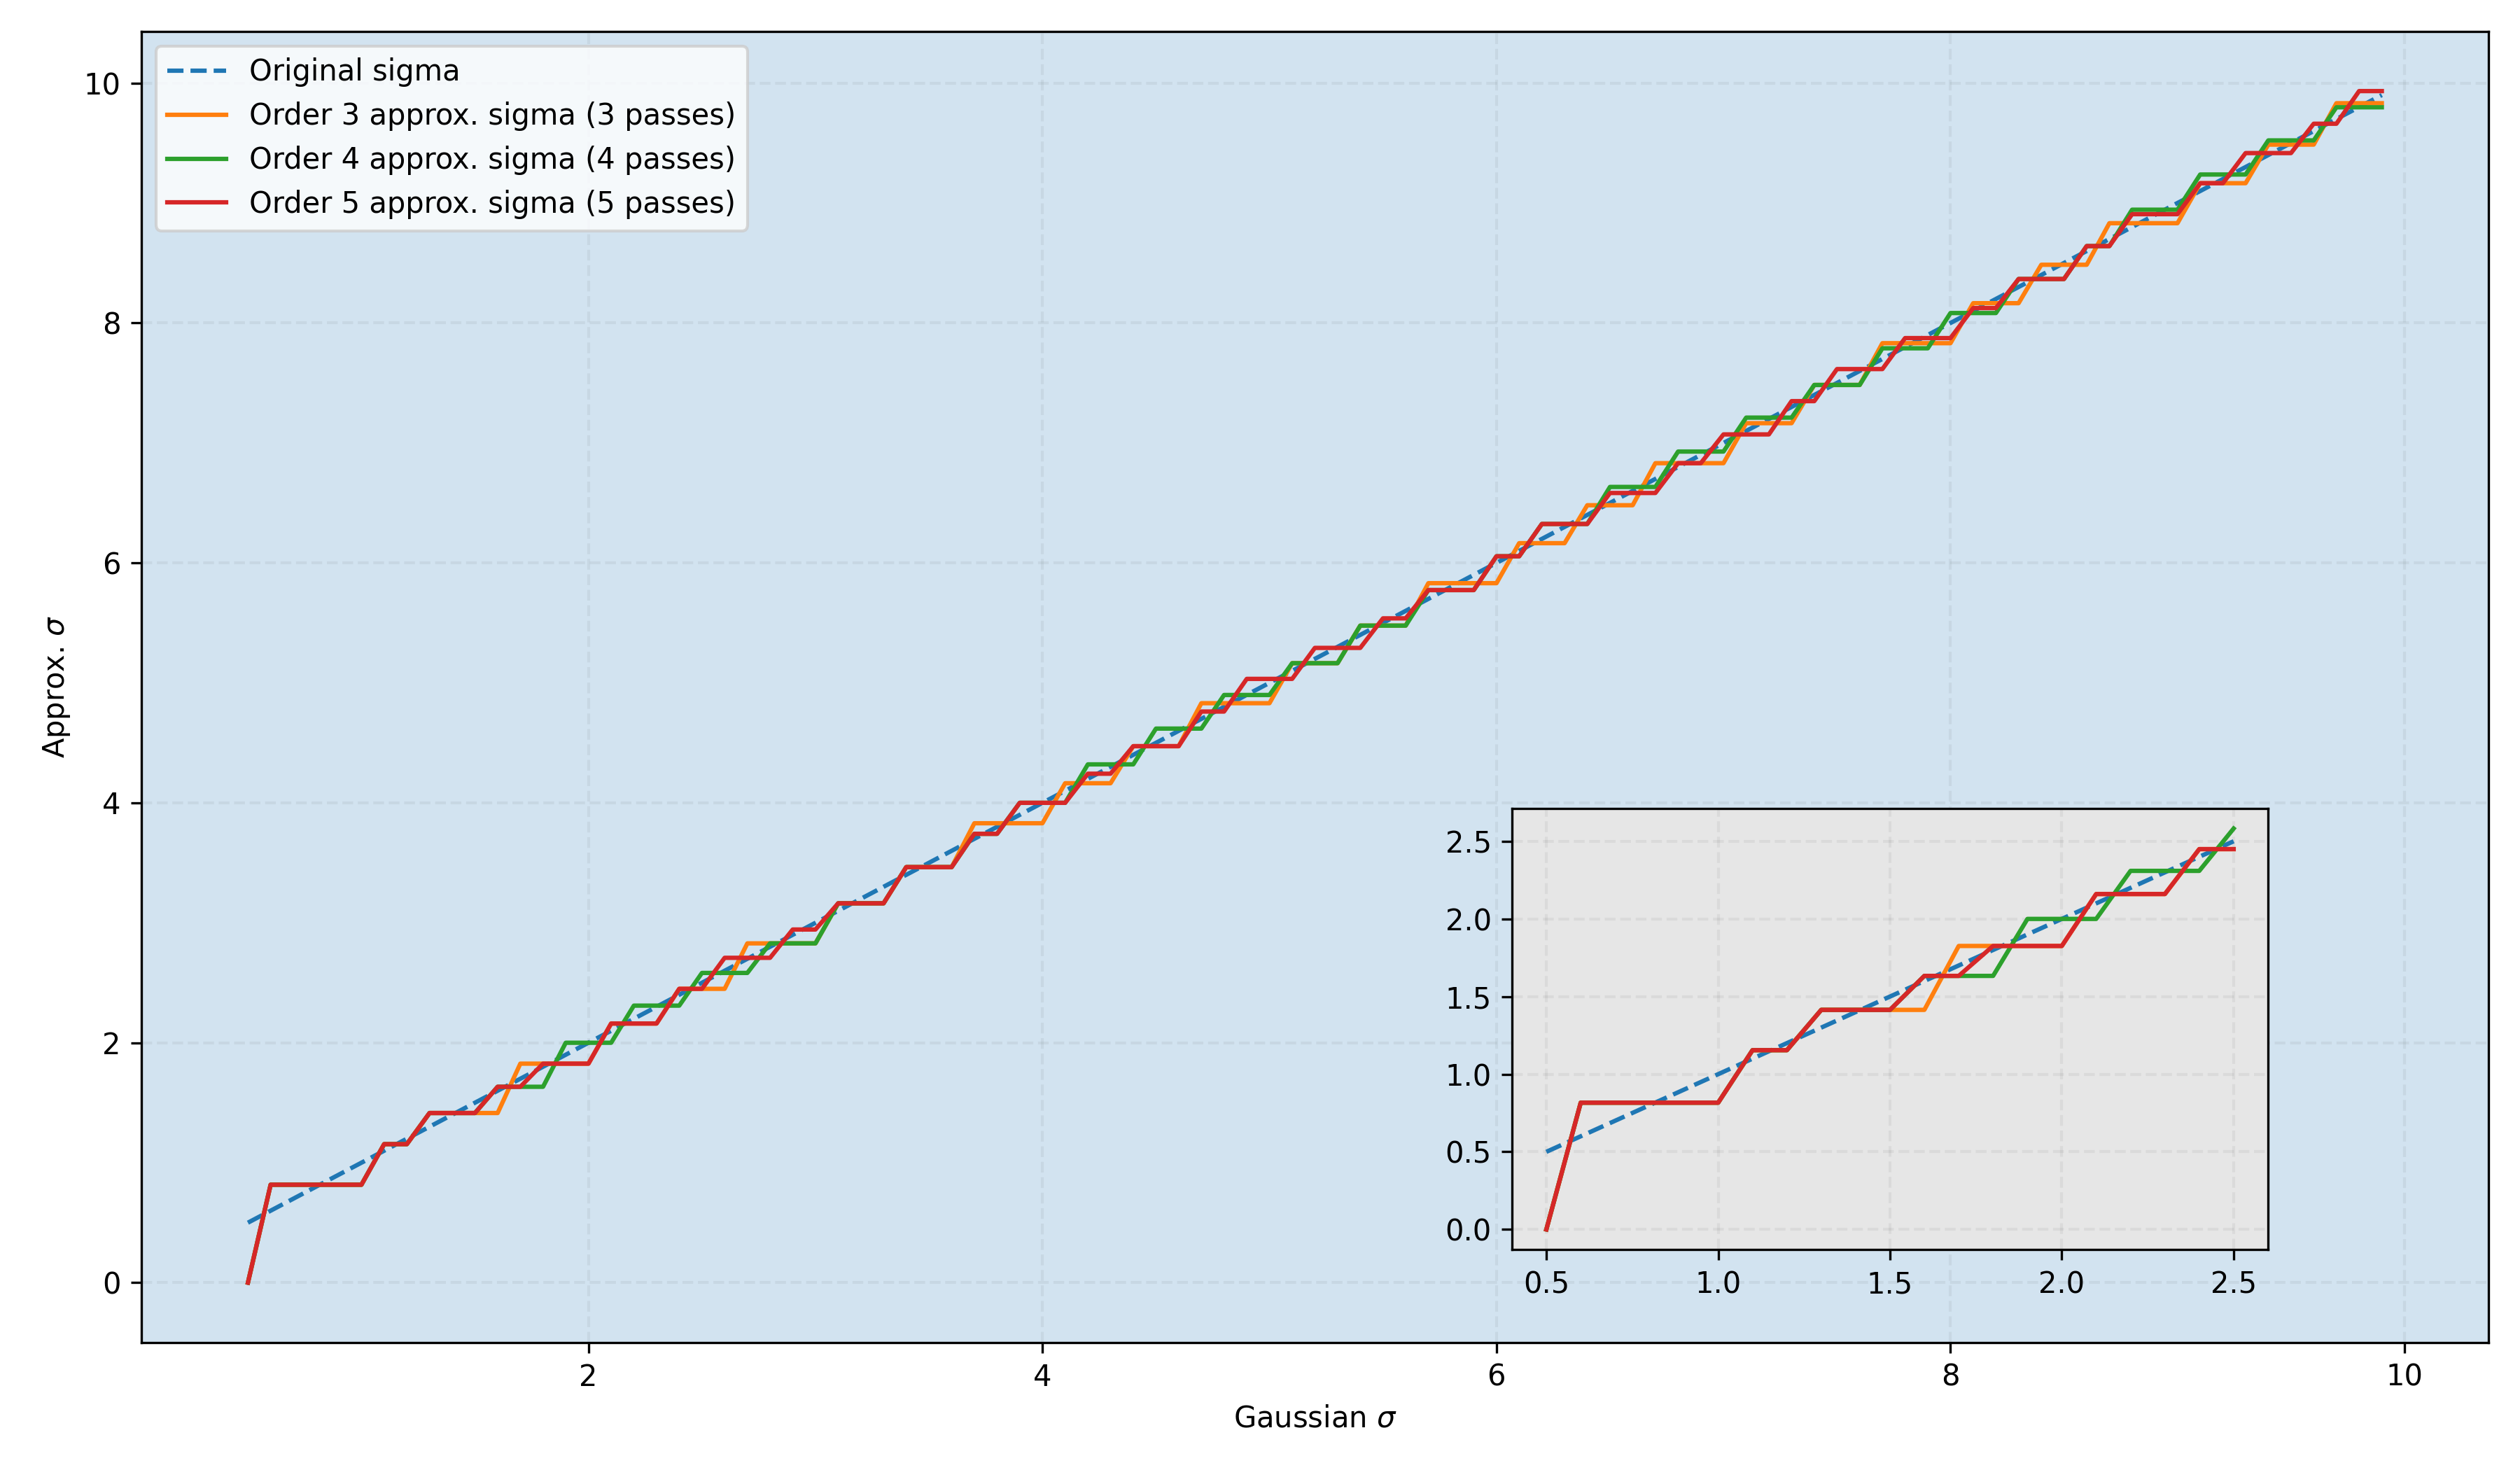 Original sigma
Order 3 approx. sigma (3 passes)
Order 4 approx. sigma (4 passes)
Order 5 approx. sigma (5 passes)
10
8
6
4
2
0
Approx. σ
2.5
2.0
1.5
1.0
0.5
0.0
0.5 1.0 1.5 2.0 2.5
2 4 6 8 10
Gaussian σ